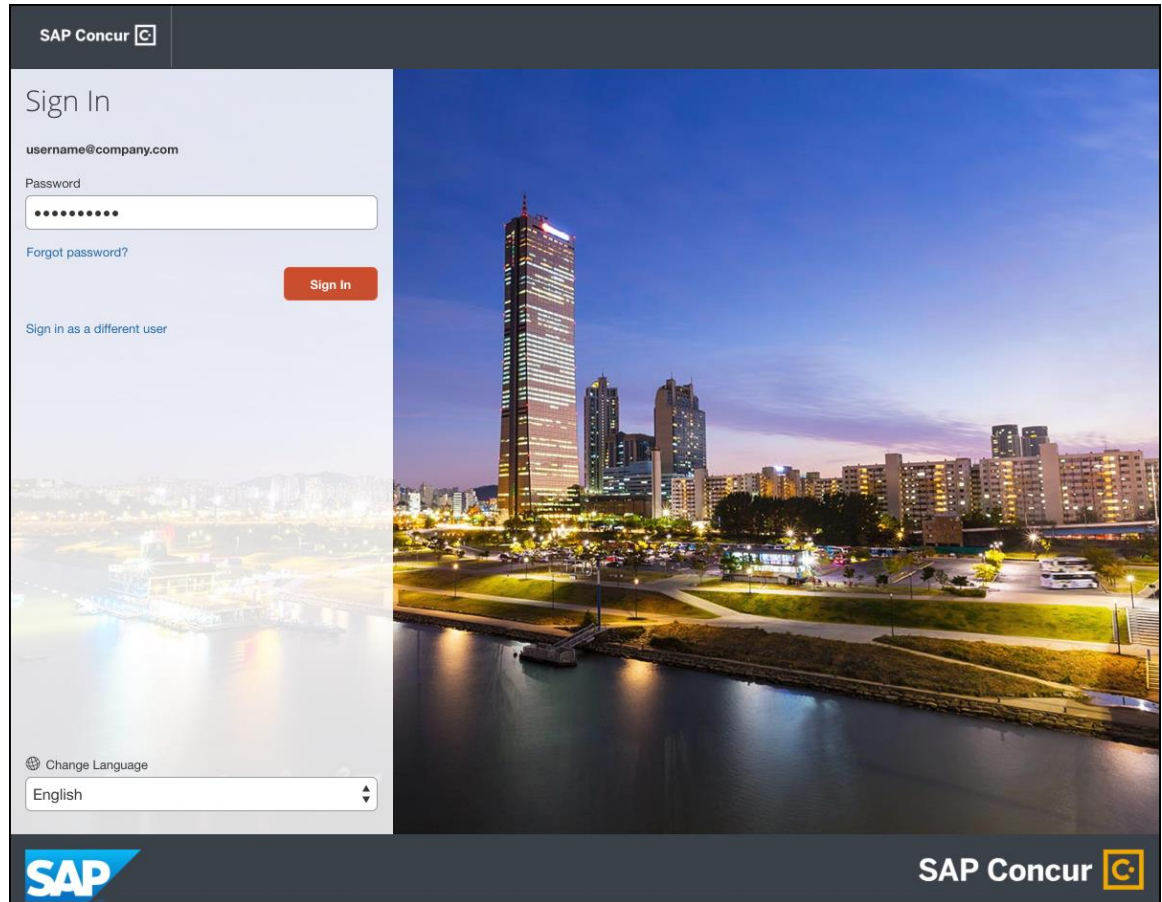 SAP Concur C
Sign In
username@company.com
Password
••••••••••
Forgot password?
Sign In
Sign in as a different user
Change Language
English
SAP
SAP Concur C